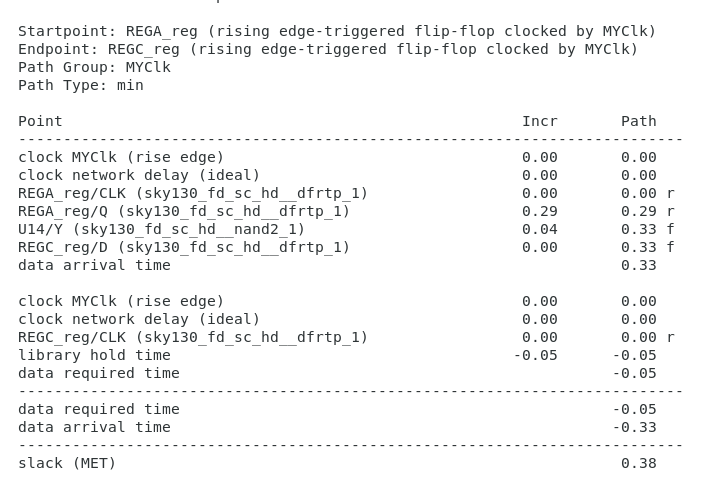 Startpoint: REGA_reg (rising edge-triggered flip-flop clocked by MYClk)
Endpoint: REGC_reg (rising edge-triggered flip-flop clocked by MYClk)
Path Group: MYClk
Path Type: min

Point                                                   Incr       Path
--------------------------------------------------------------------------
clock MYClk (rise edge)                                 0.00       0.00
clock network delay (ideal)                             0.00       0.00
REGA_reg/CLK (sky130_fd_sc_hd__dfrtp_1)                 0.00       0.00 r
REGA_reg/Q (sky130_fd_sc_hd__dfrtp_1)                   0.29       0.29 r
U14/Y (sky130_fd_sc_hd__nand2_1)                        0.04       0.33 f
REGC_reg/D (sky130_fd_sc_hd__dfrtp_1)                   0.00       0.33 f
data arrival time                                                  0.33

clock MYClk (rise edge)                                 0.00       0.00
clock network delay (ideal)                             0.00       0.00
REGC_reg/CLK (sky130_fd_sc_hd__dfrtp_1)                 0.00       0.00 r
library hold time                                      -0.05      -0.05
data required time                                                -0.05
--------------------------------------------------------------------------
data required time                                                -0.05
data arrival time                                                 -0.33
--------------------------------------------------------------------------
slack (MET)                                                        0.38